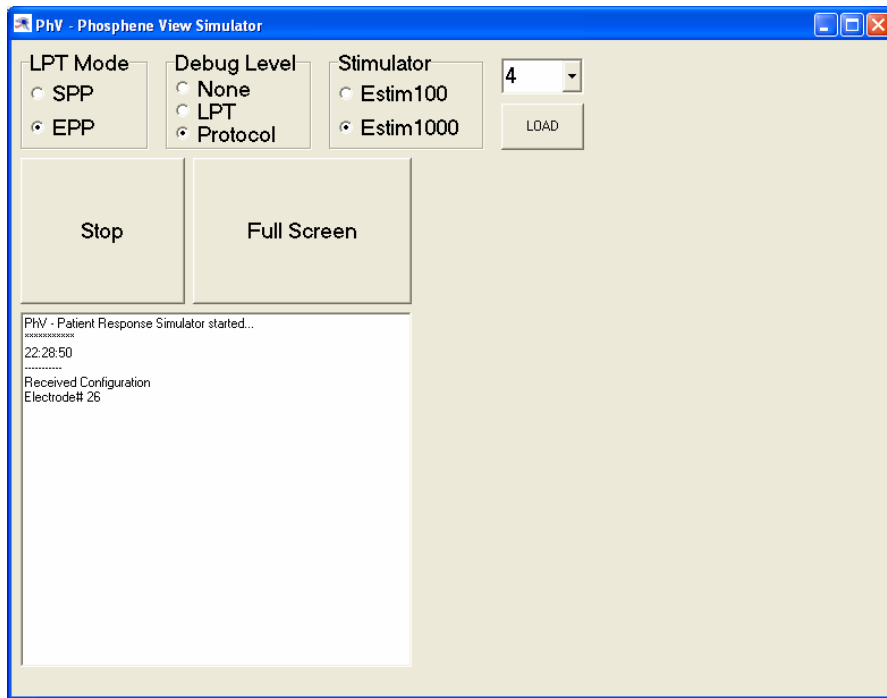 PhV - Phosphene View Simulator
LPT Mode
SPP
EPP
Debug Level
None
LPT
Protocol
Stimulator
Estim100
Estim1000
4
LOAD
Stop
Full Screen
PhV - Patient Response Simulator started...
***********
22:28:50
-----------
Received Configuration
Electrode# 26